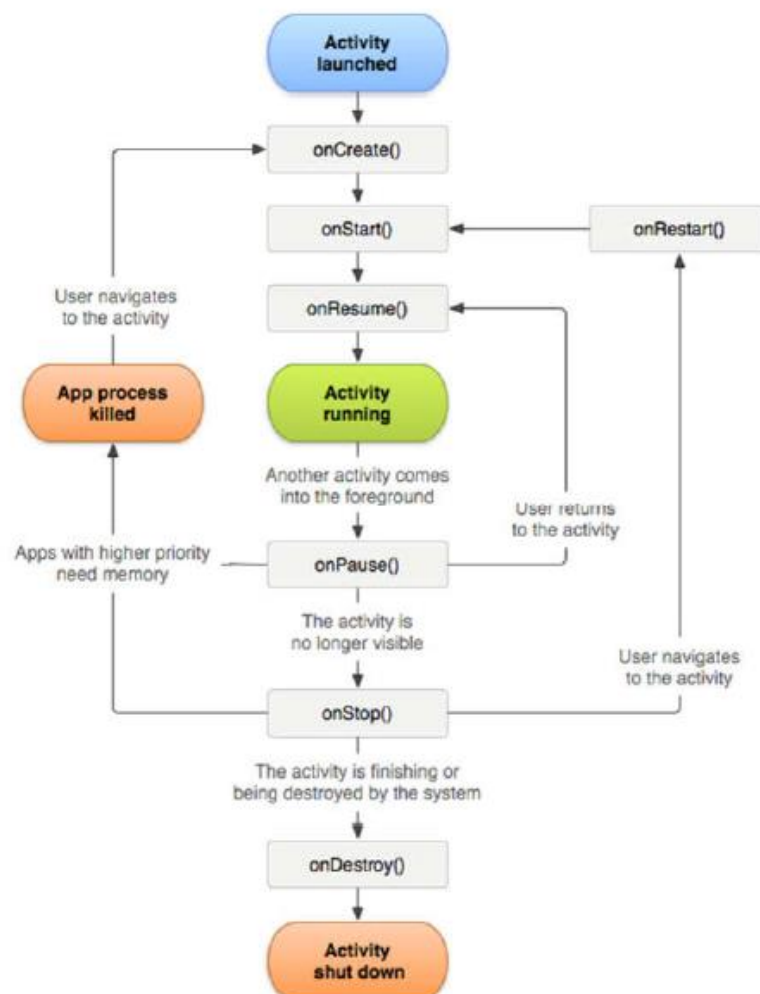 Activity
launched
onCreate()
onStart()
onRestart()
User navigates
to the activity
onResume()
App process
killed
Activity
running
Another activity comes
into the foreground
User returns
to the activity
Apps with higher priority
need memory
onPause()
The activity is
no longer visible
User navigates
to the activity
onStop()
The activity is finishing or
being destroyed by the system
onDestroy()
Activity
shut down